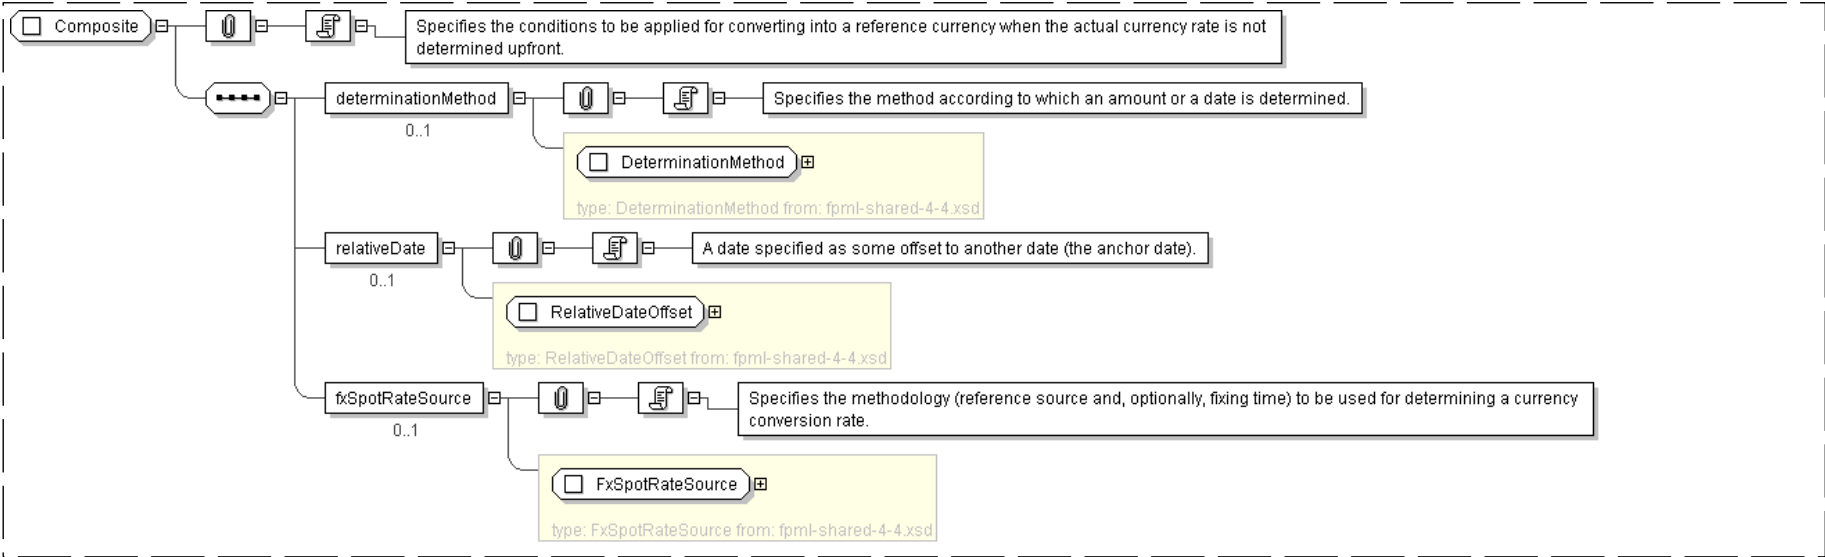 Composite
Specifies the conditions to be applied for converting into a reference currency when the actual currency rate is not
determined upfront.
determinationMethod
Specifies the method according to which an amount or a date is determined.
0..1
DeterminationMethod
type: DeterminationMethod from: fpml-shared-4-4.xsd
relativeDate
A date specified as some offset to another date (the anchor date).
0..1
RelativeDateOffset
type: RelativeDateOffset from: fpml-shared-4-4.xsd
fxSpotRateSource
Specifies the methodology (reference source and, optionally, fixing time) to be used for determining a currency
conversion rate.
0..1
FxSpotRateSource
type: FxSpotRateSource from: fpml-shared-4-4.xsd